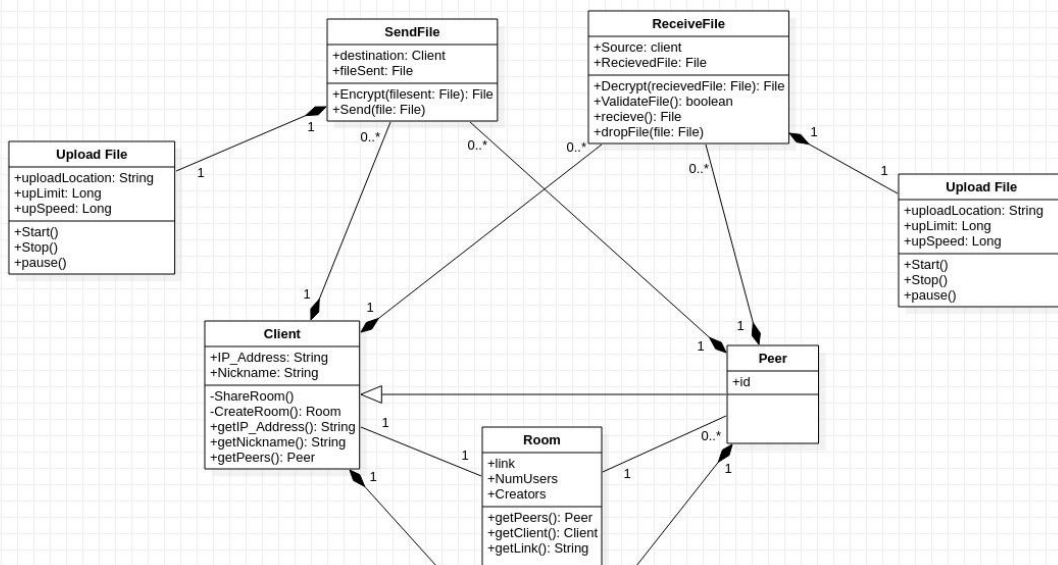 SendFile
+destination: Client
+fileSent: File
+Encrypt(filesent: File): File
+Send(file: File)
ReceiveFile
+Source: client
+RecievedFile: File
+Decrypt(recievedFile: File): File
+ValidateFile(): boolean
+recieve(): File
+dropFile(file: File)
1
1
0..*
0..*
0..*
0..*
1
1
Upload File
+uploadLocation: String
+upLimit: Long
+upSpeed: Long
+Start()
+Stop()
+pause()
Upload File
+uploadLocation: String
+upLimit: Long
+upSpeed: Long
+Start()
+Stop()
+pause()
1
1
1
1
Client
+IP_Address: String
+Nickname: String
-ShareRoom()
-CreateRoom(): Room
+getIP_Address(): String
+getNickname(): String
+getPeers(): Peer
Peer
+id
1
1
1
0..*
1
1
Room
+link
+NumUsers
+Creators
+getPeers(): Peer
+getClient(): Client
+getLink(): String